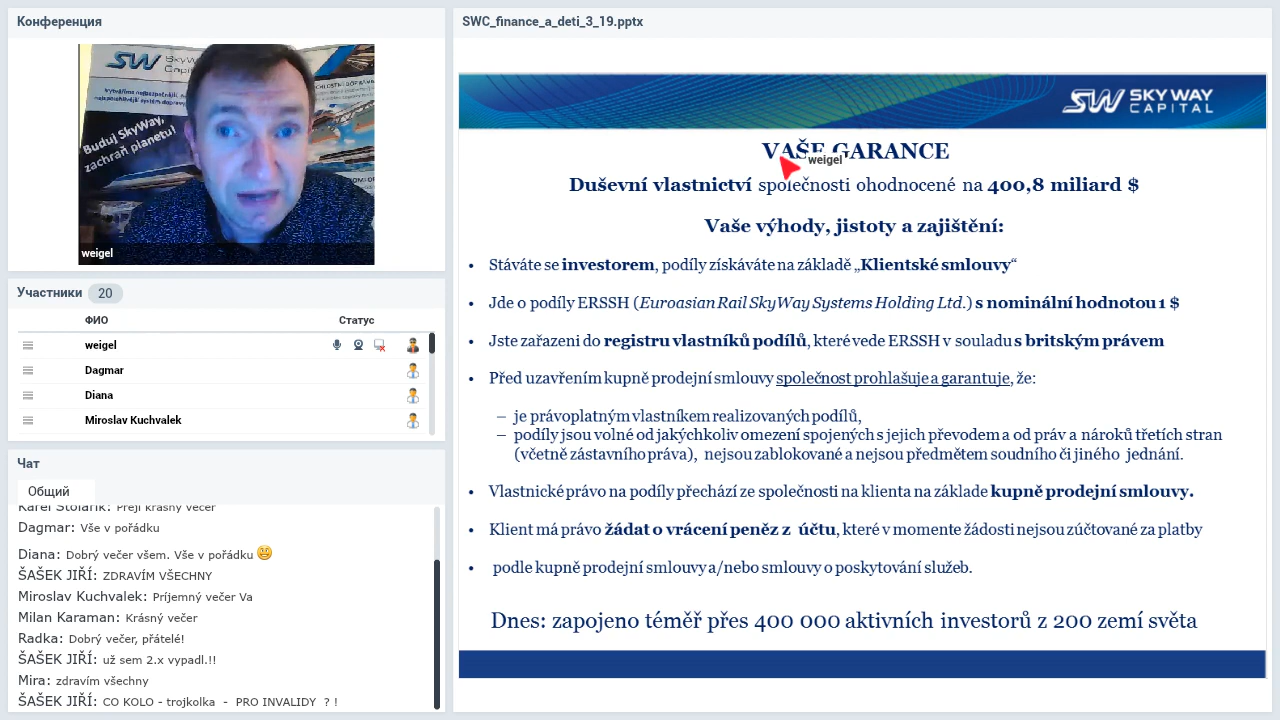 Конференция
SW SKYWAY
Buduj SkyWay,
zachraň planetu!
weigel
Участники 20
ФИО Статус
weigel
Dagmar
Diana
Miroslav Kuchvalek
Чат
Общий
Karel Stolařík: Přeji krásný večer
Dagmar: Vše v pořádku
Diana: Dobrý večer všem. Vše v pořádku
ŠAŠEK JIŘÍ: ZDRAVÍM VŠECHNY
Miroslav Kuchvalek: Príjemný večer Va
Milan Karaman: Krásný večer
Radka: Dobrý večer, přátelé!
ŠAŠEK JIŘÍ: už sem 2.x vypadl.!!
Mira: zdravím všechny
ŠAŠEK JIŘÍ: CO KOLO - trojkolka - PRO INVALIDY ? !
SWC_finance_a_deti_3_19.pptx
SW SKY WAY
CAPITAL
VAŠE GARANCE
weigel
Duševní vlastnictví společnosti ohodnocené na 400,8 miliard $
Vaše výhody, jistoty a zajištění:
• Stáváte se investorem, podíly získáváte na základě „Klientské smlouvy“
• Jde o podíly ERSSH (Euroasian Rail SkyWay Systems Holding Ltd.) s nominální hodnotou 1 $
• Jste zařazeni do registru vlastníků podílů, které vede ERSSH v souladu s britským právem
• Před uzavřením kupně prodejní smlouvy společnost prohlašuje a garantuje, že:
– je právoplatným vlastníkem realizovaných podílů,
– podíly jsou volné od jakýchkoliv omezení spojených s jejich převodem a od práv a nároků třetích stran
(včetně zástavního práva), nejsou zablokované a nejsou předmětem soudního či jiného jednání.
• Vlastnické právo na podíly přechází ze společnosti na klienta na základe kupně prodejní smlouvy.
• Klient má právo žádat o vrácení peněz z účtu, které v momente žádosti nejsou zúčtované za platby
• podle kupně prodejní smlouvy a/nebo smlouvy o poskytování služeb.
Dnes: zapojeno téměř přes 400 000 aktivních investorů z 200 zemí světa